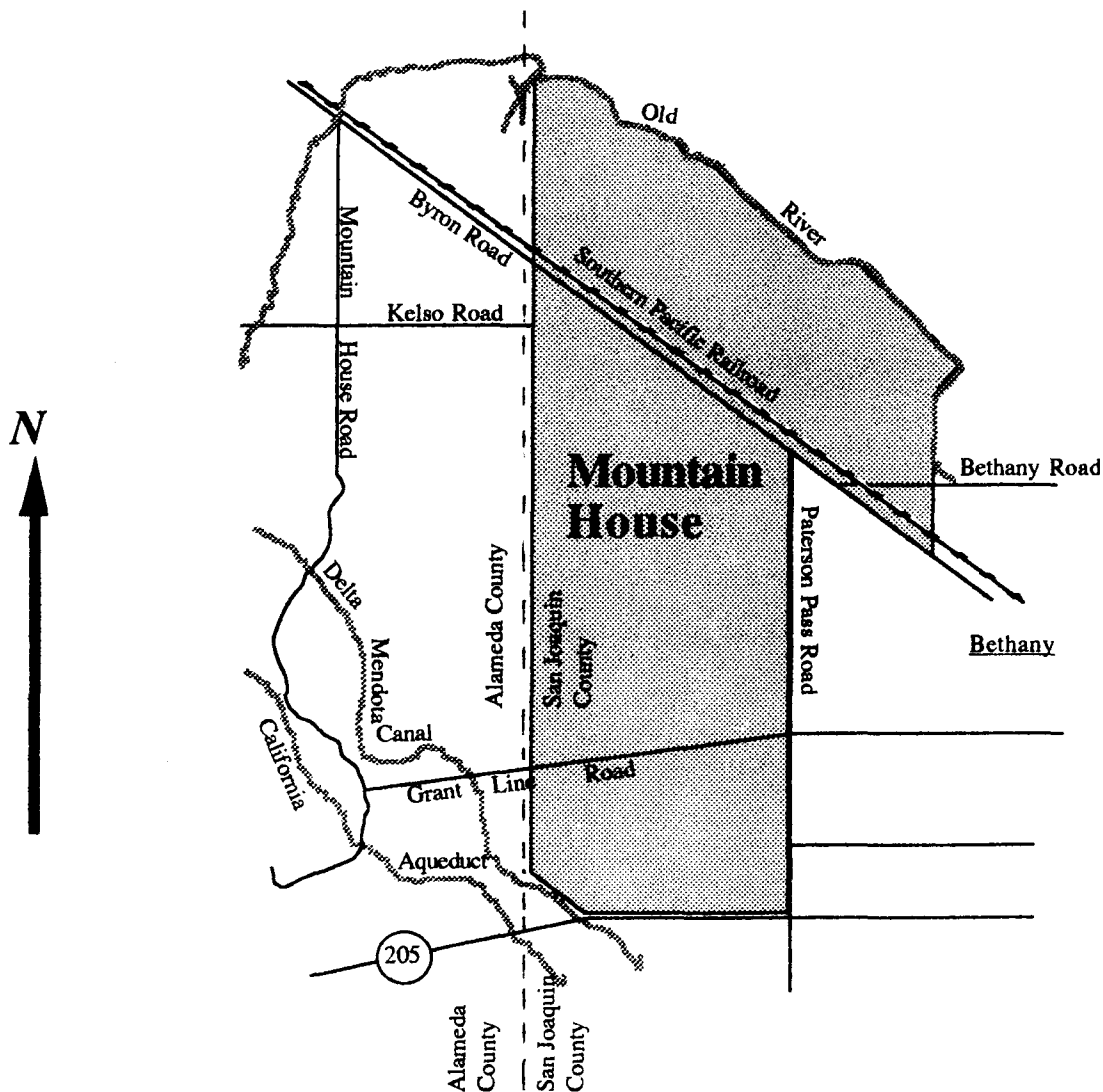 Old
River
Byron Road
Southern Pacific Railroad
Mountain
House Road
Kelso Road
N
Mountain
House
Bethany Road
Paterson Pass Road
Bethany
Delta
Mendota
Canal
Alameda County
San Joaquin
County
California
Aqueduct
Grant Line Road
205
Alameda
County
San Joaquin
County